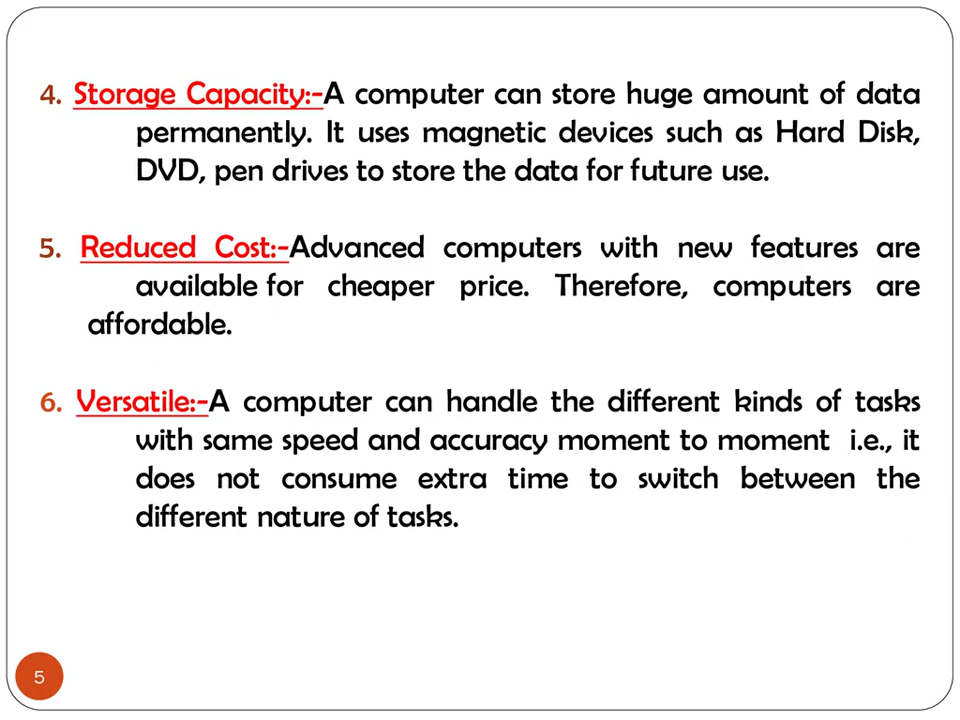 4. Storage Capacity:-A computer can store huge amount of data
permanently. It uses magnetic devices such as Hard Disk,
DVD, pen drives to store the data for future use.
5. Reduced Cost:-Advanced computers with new features are
available for cheaper price. Therefore, computers are
affordable.
6. Versatile:-A computer can handle the different kinds of tasks
with same speed and accuracy moment to moment i.e., it
does not consume extra time to switch between the
different nature of tasks.
5